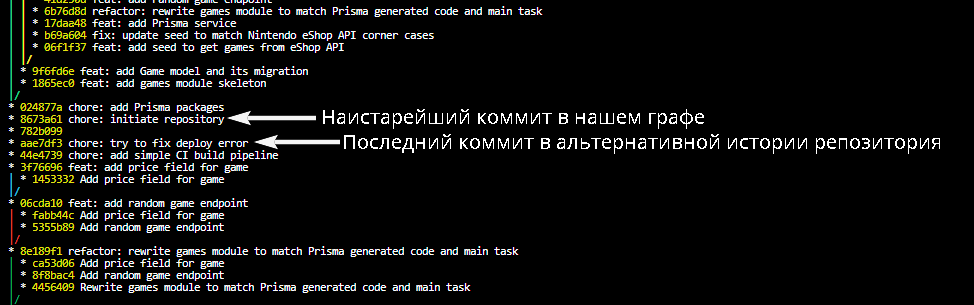 * 6b76d8d refactor: rewrite games module to match Prisma generated code and main task
* 17daa48 feat: add Prisma service
* b69a604 fix: update seed to match Nintendo eShop API corner cases
* 06f1f37 feat: add seed to get games from eShop API
* 9f6fd6e feat: add Game model and its migration
* 1865ec0 feat: add games module skeleton
* 024877a chore: add Prisma packages
* 8673a61 chore: initiate repository Наистарейший коммит в нашем графе
* 782b099
* aae7df3 chore: try to fix deploy error Последний коммит в альтернативной истории репозитория
* 44e4739 chore: add simple CI build pipeline
* 3f76696 feat: add price field for game
* 1453332 Add price field for game
* 06cda10 feat: add random game endpoint
* fabb44c Add price field for game
* 5355b89 Add random game endpoint
* 8e189f1 refactor: rewrite games module to match Prisma generated code and main task
* ca53d06 Add price field for game
* 8f8bac4 Add random game endpoint
* 4456409 Rewrite games module to match Prisma generated code and main task